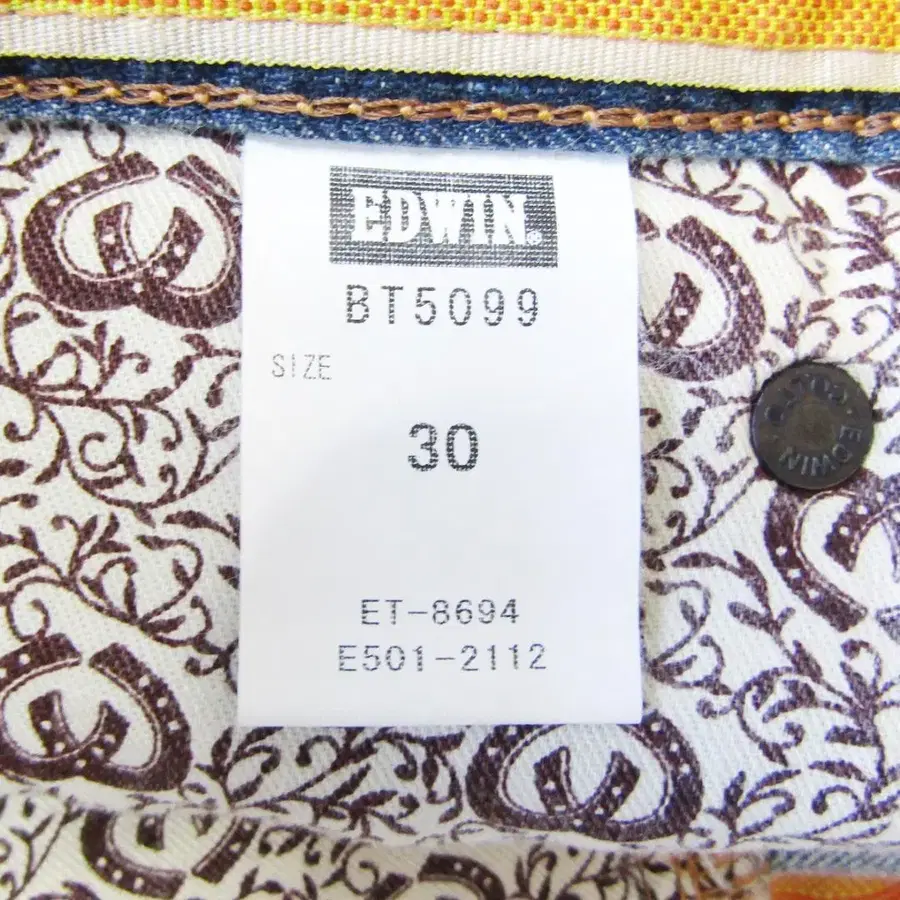 EDWIN®
BT5099
SIZE
30
ET-8694
E501-2112
EDWIN